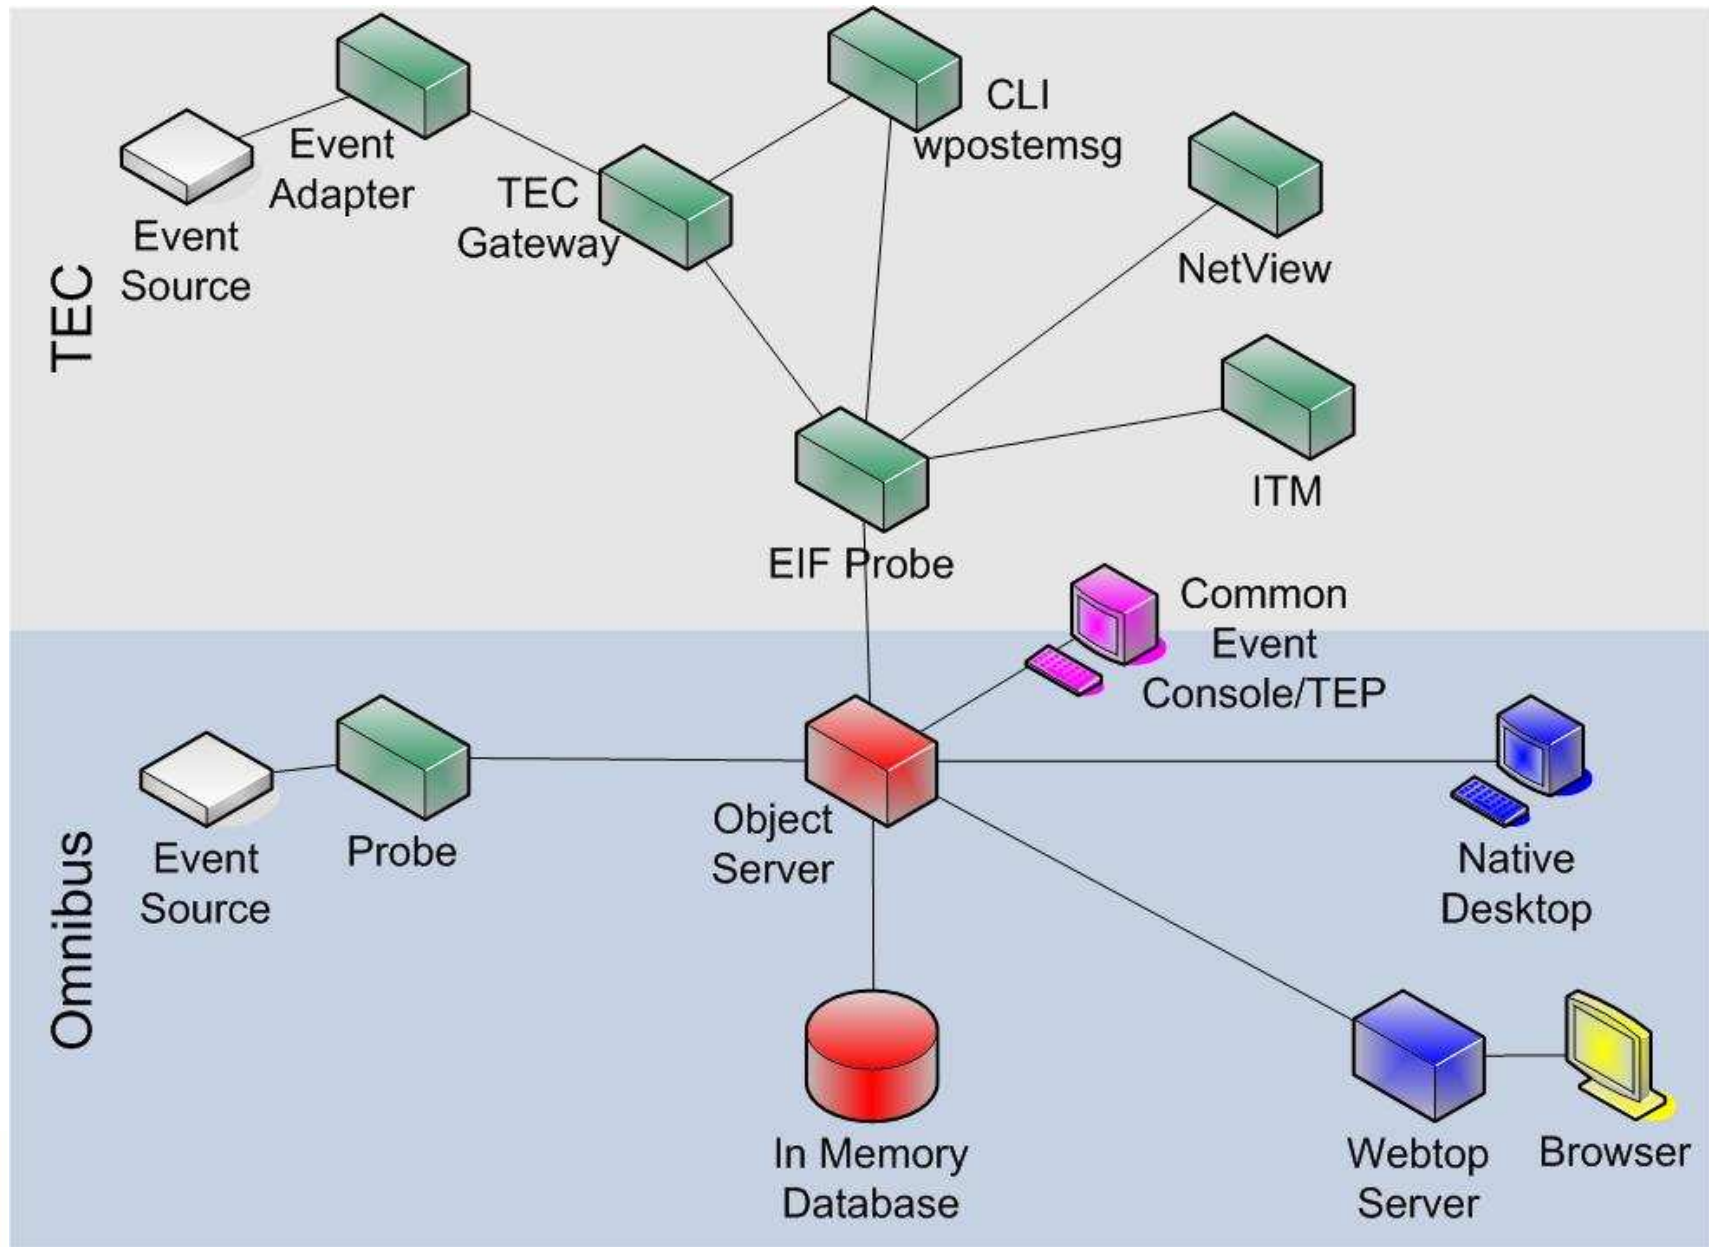 TEC
Event
Adapter
Event
Source
TEC
Gateway
CLI
wpostemsg
NetView
ITM
EIF Probe
Omnibus
Common
Event
Console/TEP
Event
Source
Probe
Object
Server
Native
Desktop
In Memory
Database
Webtop
Server
Browser